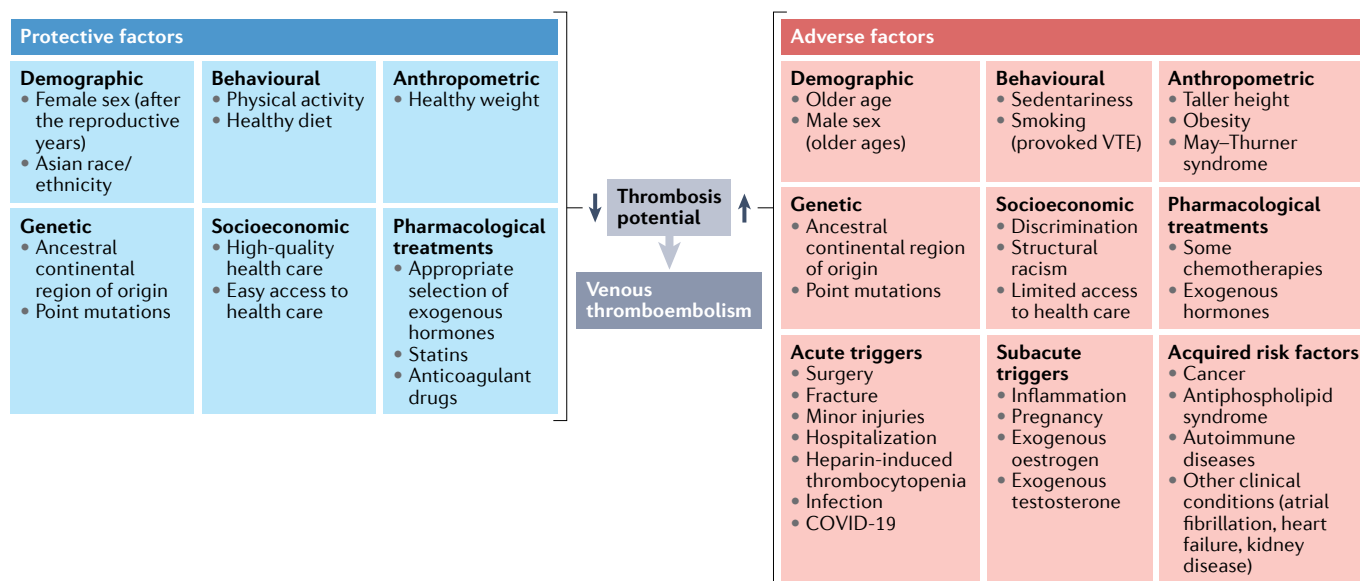 Protective factors
Demographic
• Female sex (after
the reproductive
years)
• Asian race/
ethnicity
Behavioural
• Physical activity
• Healthy diet
Anthropometric
• Healthy weight
Genetic
• Ancestral
continental
region of origin
• Point mutations
Socioeconomic
• High-quality
health care
• Easy access to
health care
Pharmacological
treatments
• Appropriate
selection of
exogenous
hormones
• Statins
• Anticoagulant
drugs
Thrombosis
potential
Venous
thromboembolism
Adverse factors
Demographic
• Older age
• Male sex
(older ages)
Behavioural
• Sedentariness
• Smoking
(provoked VTE)
Anthropometric
• Taller height
• Obesity
• May–Thurner
syndrome
Genetic
• Ancestral
continental region
of origin
• Point mutations
Socioeconomic
• Discrimination
• Structural
racism
• Limited access
to health care
Pharmacological
treatments
• Some
chemotherapies
• Exogenous
hormones
Acute triggers
• Surgery
• Fracture
• Minor injuries
• Hospitalization
• Heparin-induced
thrombocytopenia
• Infection
• COVID-19
Subacute
triggers
• Inflammation
• Pregnancy
• Exogenous
oestrogen
• Exogenous
testosterone
Acquired risk factors
• Cancer
• Antiphospholipid
syndrome
• Autoimmune
diseases
• Other clinical
conditions (atrial
fibrillation, heart
failure, kidney
disease)